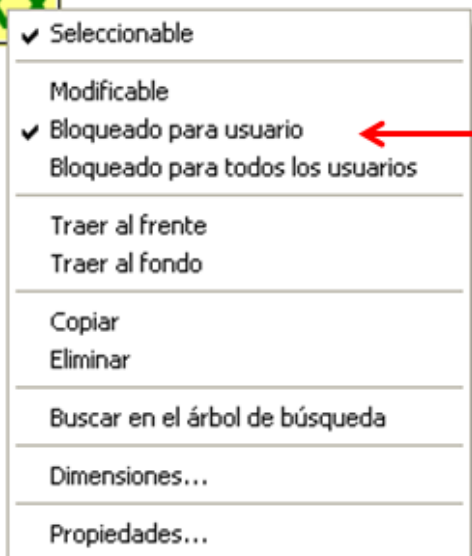 Seleccionable
Modificable
Bloqueado para usuario
Bloqueado para todos los usuarios
Traer al frente
Traer al fondo
Copiar
Eliminar
Buscar en el árbol de búsqueda
Dimensiones...
Propiedades...